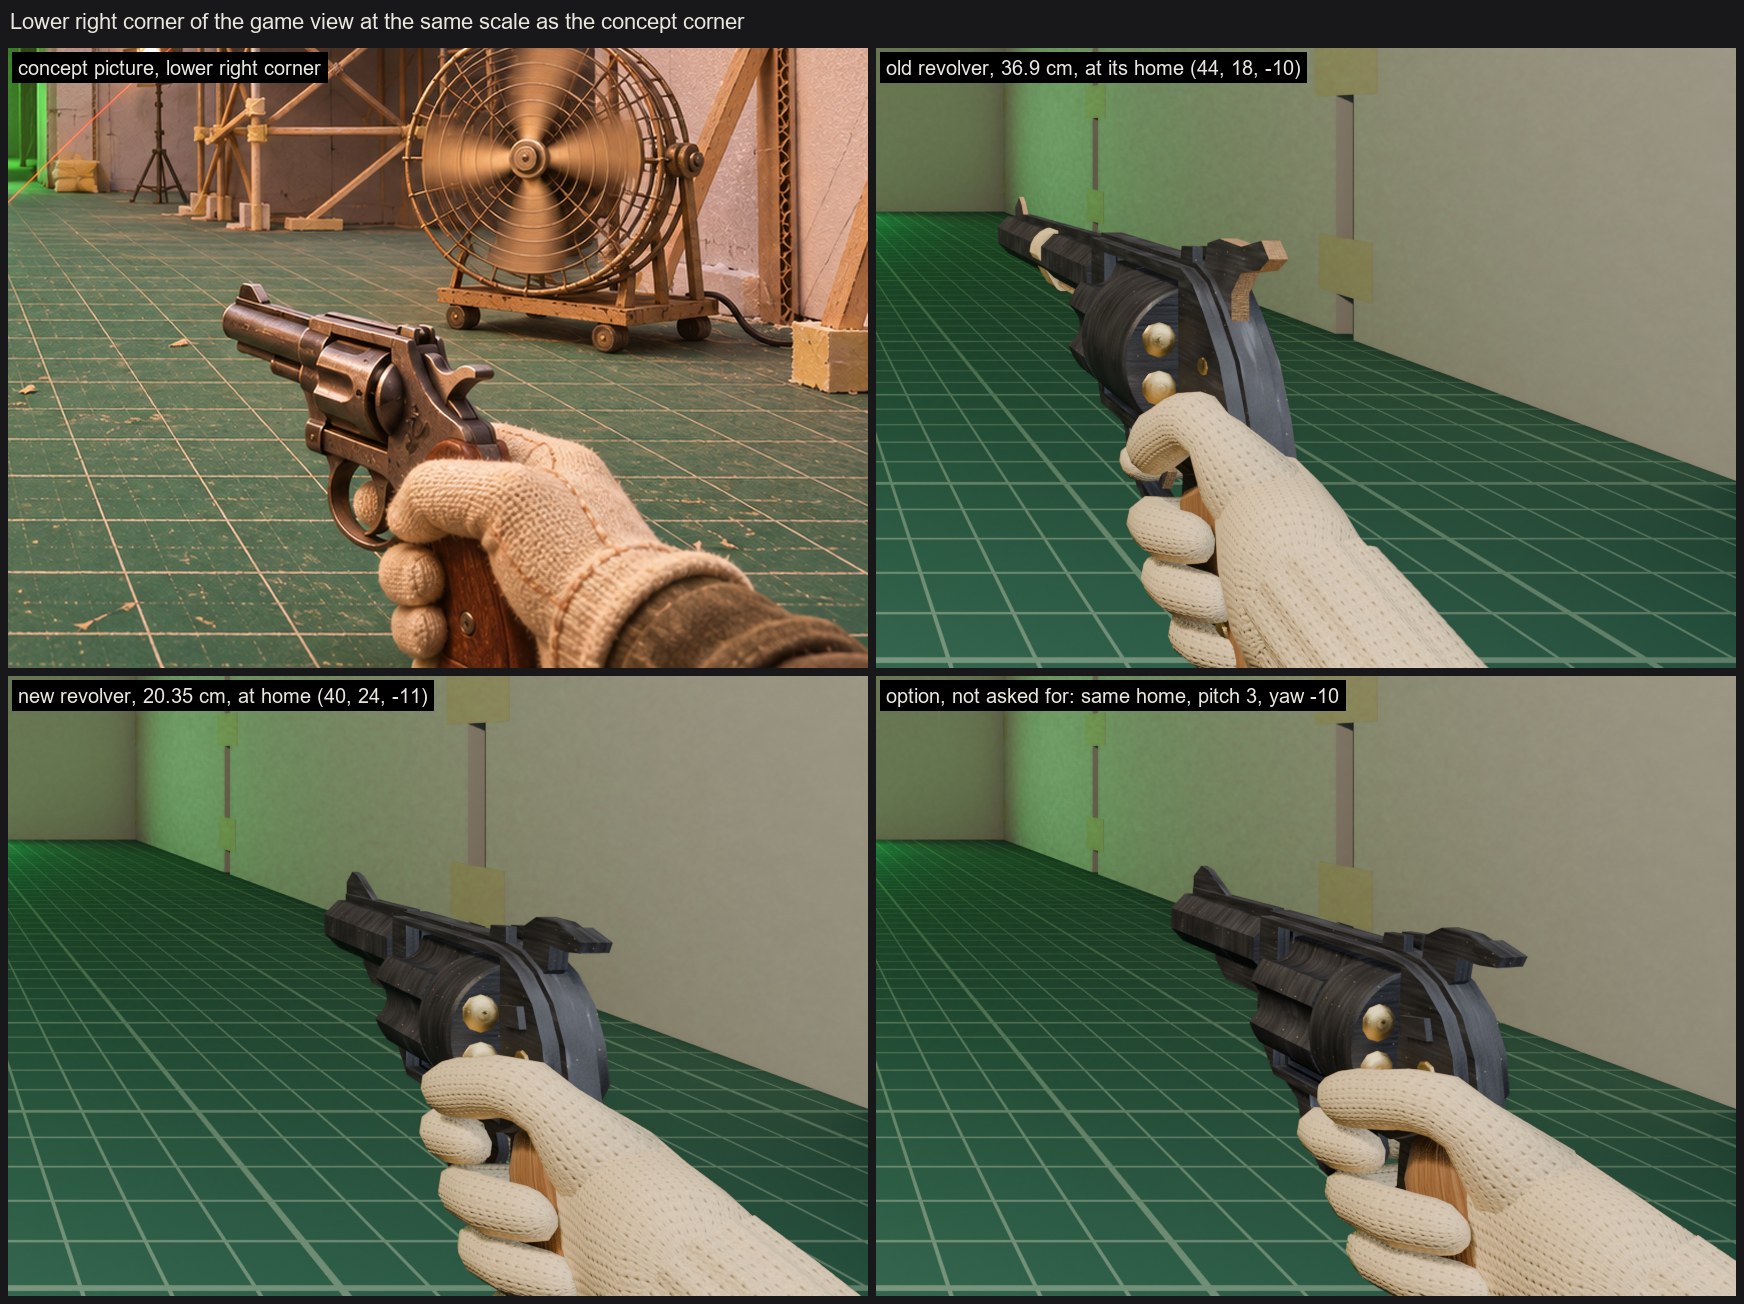 Lower right corner of the game view at the same scale as the concept corner
concept picture, lower right corner
old revolver, 36.9 cm, at its home (44, 18, -10)
new revolver, 20.35 cm, at home (40, 24, -11)
option, not asked for: same home, pitch 3, yaw -10